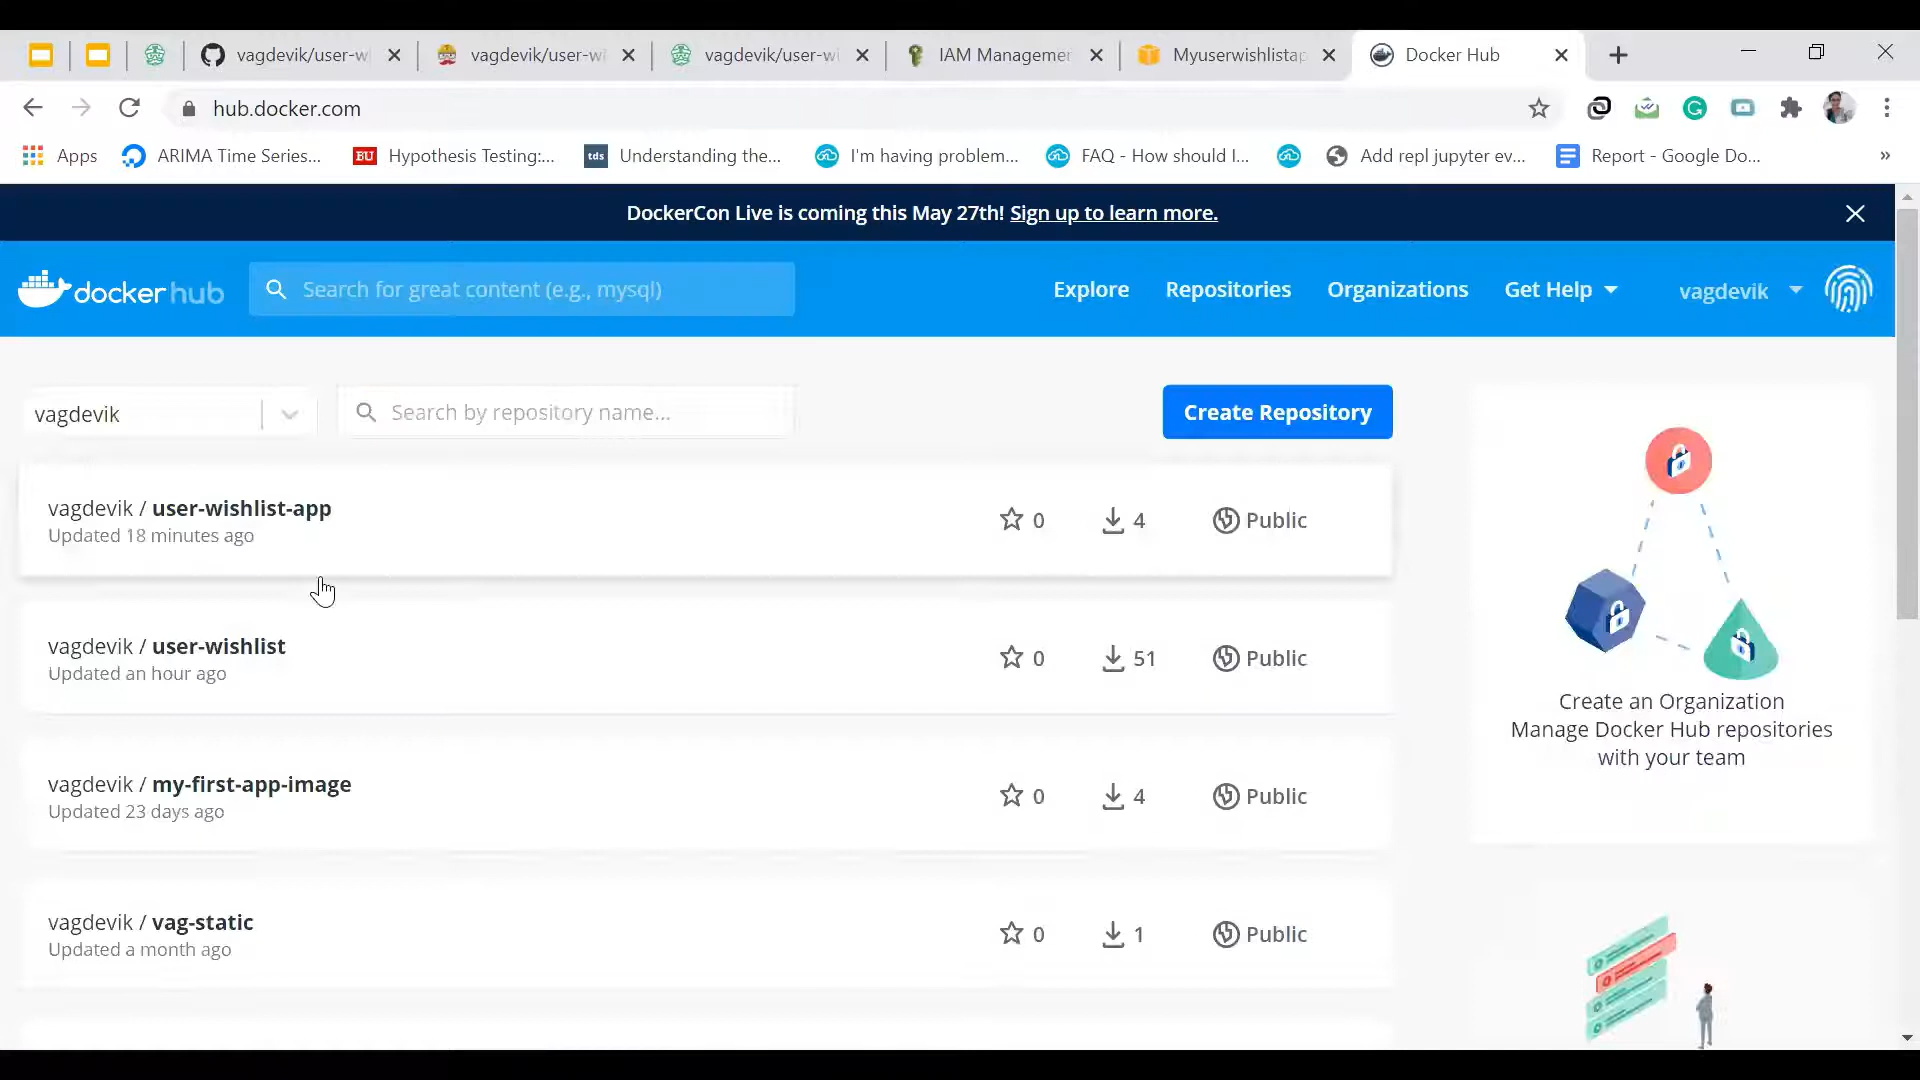 vagdevik/user-w
vagdevik/user-wi
vagdevik/user-wi
IAM Managemen
Myuserwishlistap
Docker Hub
hub.docker.com
Apps
ARIMA Time Series...
BU
Hypothesis Testing:...
tds
Understanding the...
I'm having problem...
FAQ - How should I...
Add repl jupyter ev...
Report - Google Do...
»
DockerCon Live is coming this May 27th! Sign up to learn more.
docker hub
Search for great content (e.g., mysql)
Explore
Repositories
Organizations
Get Help
vagdevik
vagdevik
Search by repository name...
Create Repository
vagdevik / user-wishlist-app
Updated 18 minutes ago
0
4
Public
vagdevik / user-wishlist
Updated an hour ago
0
51
Public
vagdevik / my-first-app-image
Updated 23 days ago
0
4
Public
vagdevik / vag-static
Updated a month ago
0
1
Public
Create an Organization
Manage Docker Hub repositories
with your team